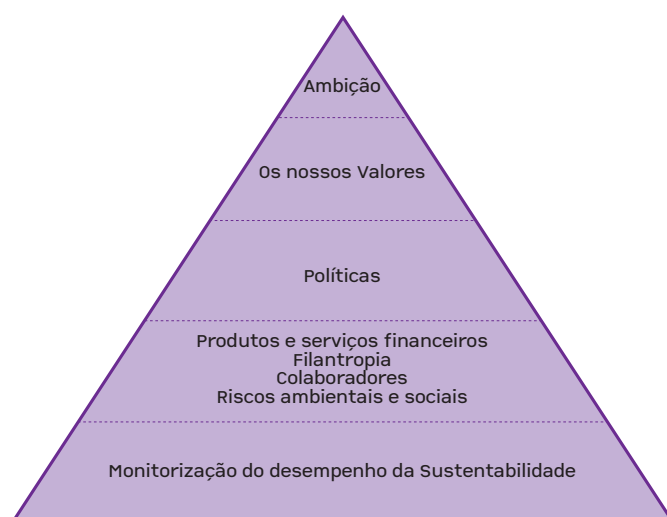 Ambição
Os nossos Valores
Políticas
Produtos e serviços financeiros
Filantropia
Colaboradores
Riscos ambientais e sociais
Monitorização do desempenho da Sustentabilidade